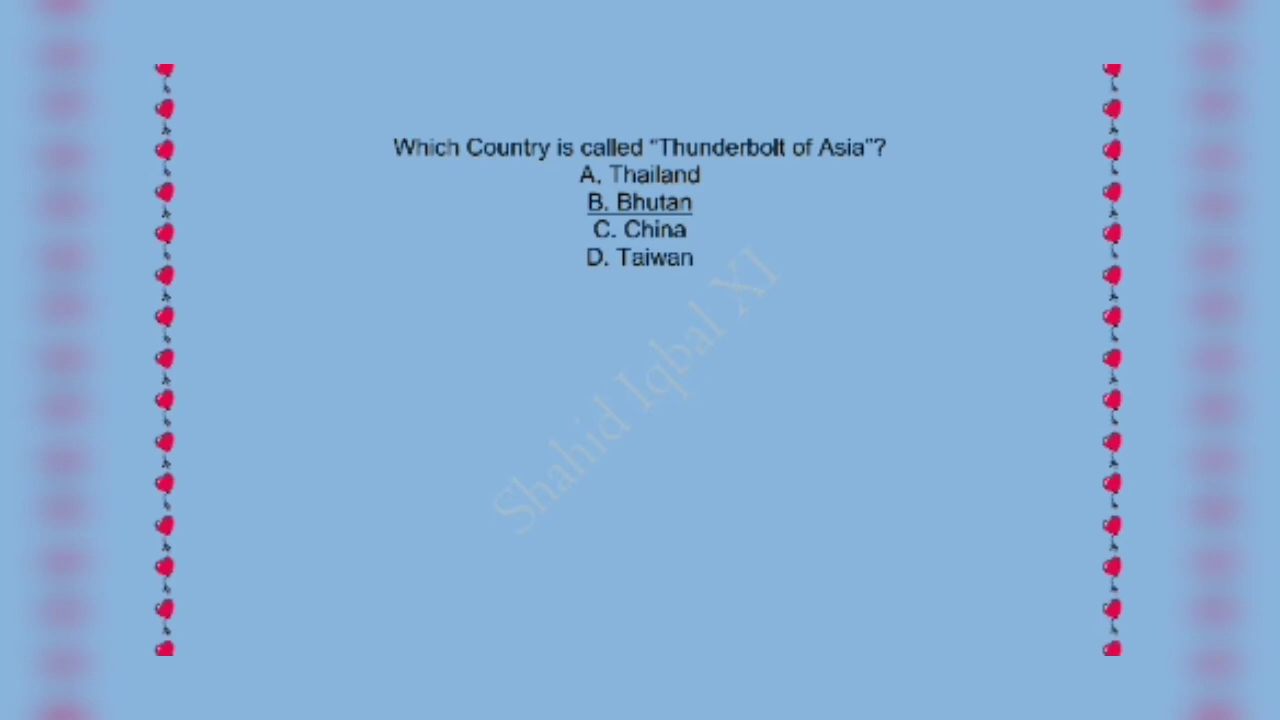 Which Country is called “Thunderbolt of Asia”?
A. Thailand
B. Bhutan
C. China
D. Taiwan
Shahid Iqbal XI